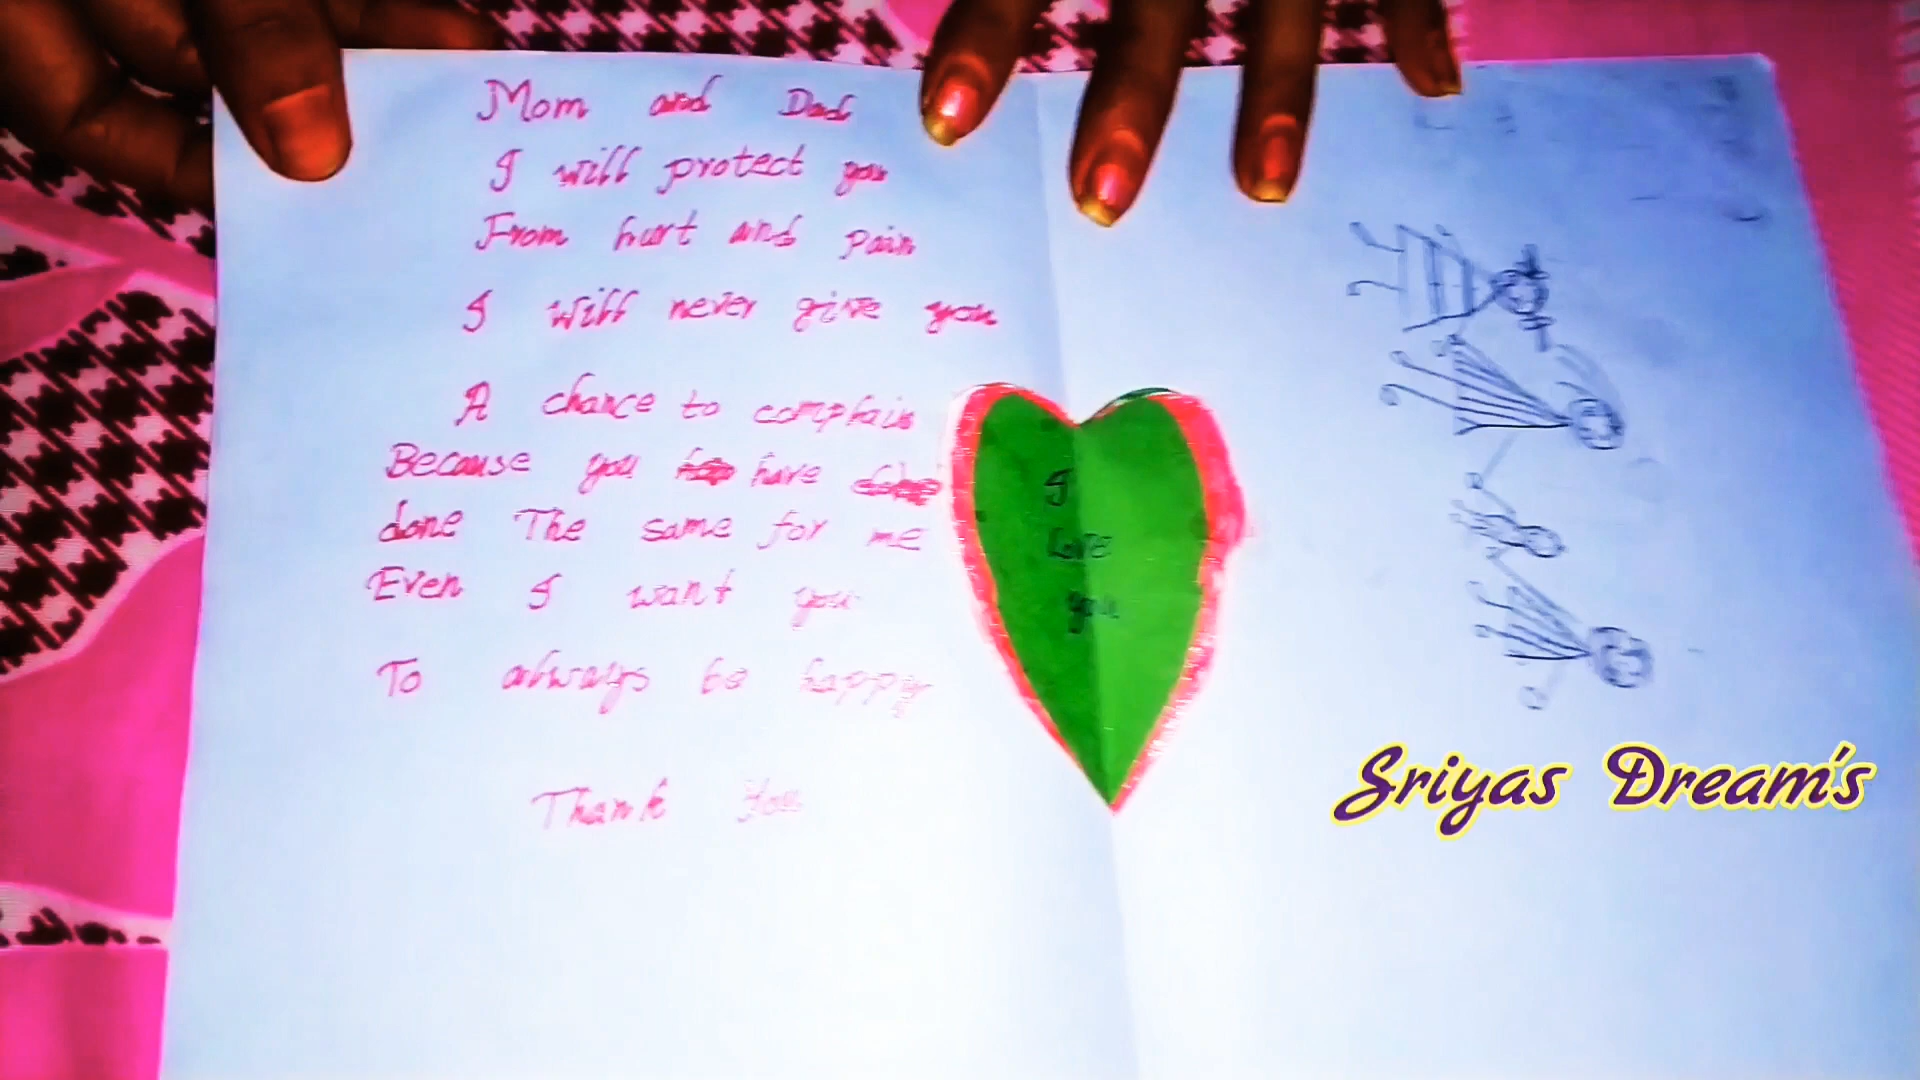 Mom and Dad
I will protect you
From hurt and pain
I will never give you
A chance to complain
Because you have
done The same for me
Even I want you
To always be happy
Thank You
I
Love
you
Sriyas Dream's